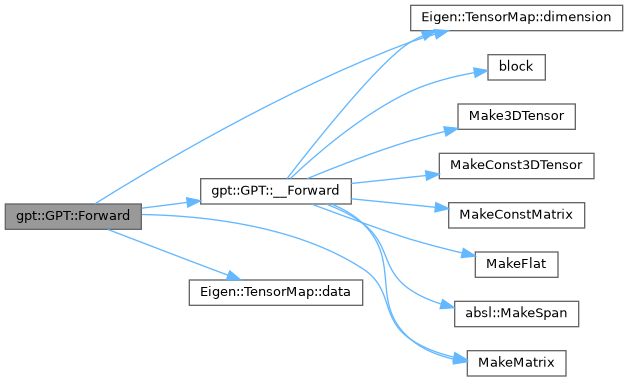 Eigen::TensorMap::dimension
block
Make3DTensor
MakeConst3DTensor
gpt::GPT::__Forward
gpt::GPT::Forward
MakeConstMatrix
MakeFlat
Eigen::TensorMap::data
absl::MakeSpan
MakeMatrix